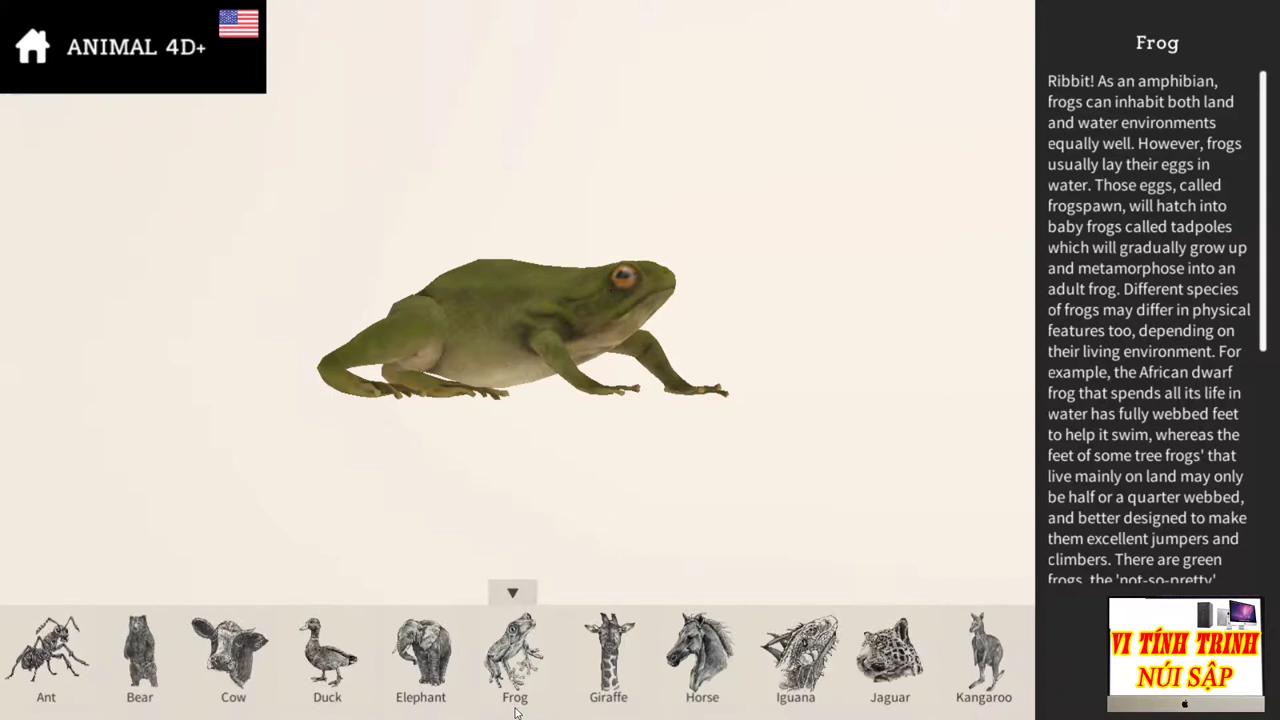 ANIMAL 4D+
Frog
Ribbit! As an amphibian,
frogs can inhabit both land
and water environments
equally well. However, frogs
usually lay their eggs in
water. Those eggs, called
frogspawn, will hatch into
baby frogs called tadpoles
which will gradually grow up
and metamorphose into an
adult frog. Different species
of frogs may differ in physical
features too, depending on
their living environment. For
example, the African dwarf
frog that spends all its life in
water has fully webbed feet
to help it swim, whereas the
feet of some tree frogs' that
live mainly on land may only
be half or a quarter webbed,
and better designed to make
them excellent jumpers and
climbers. There are green
frogs, the 'not-so-pretty'
Ant
Bear
Cow
Duck
Elephant
Frog
Giraffe
Horse
Iguana
Jaguar
Kangaroo
VI TÍNH TRINH
NÚI SẬP